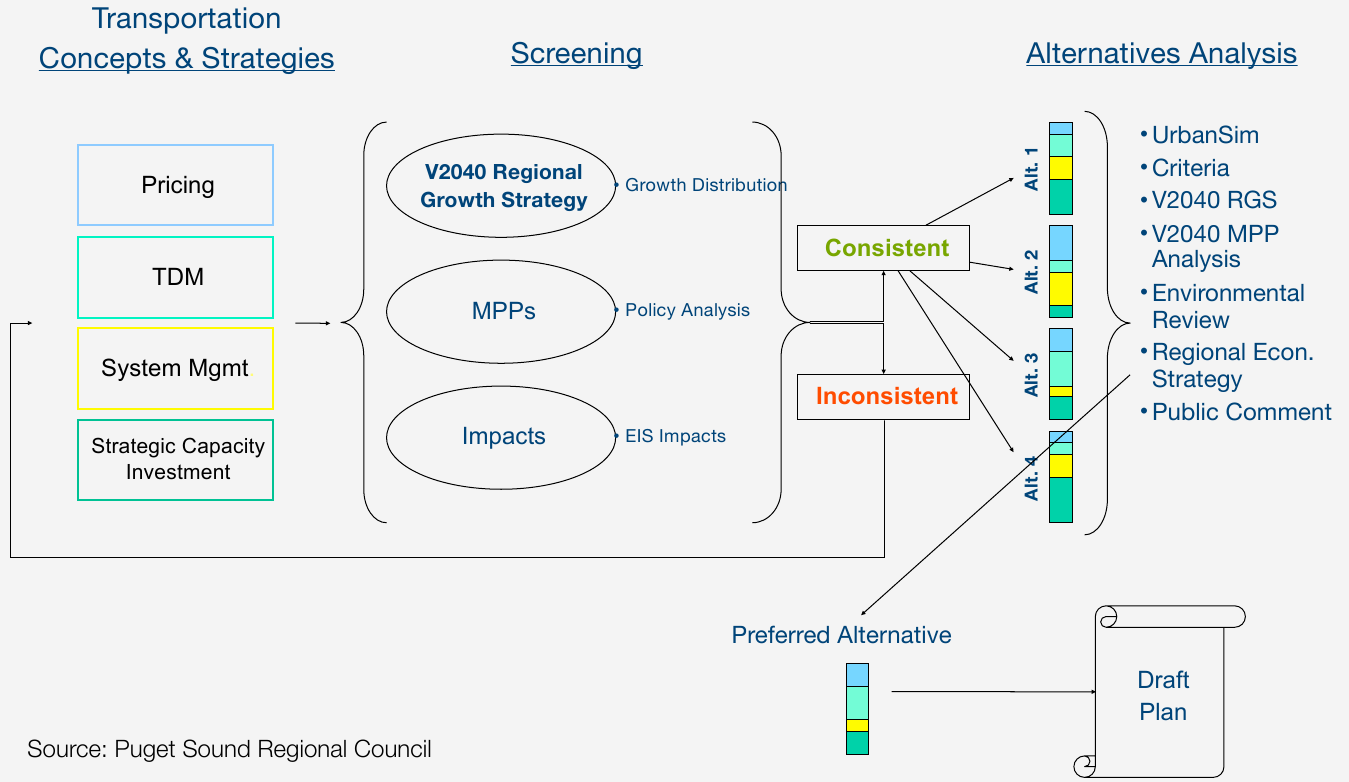 Transportation
Concepts & Strategies
Screening
Alternatives Analysis
Pricing
TDM
System Mgmt
Strategic Capacity
Investment
V2040 Regional
Growth Strategy
• Growth Distribution
MPPs
• Policy Analysis
Impacts
• EIS Impacts
Consistent
Inconsistent
Alt. 1
Alt. 2
Alt. 3
Alt. 4
• UrbanSim
• Criteria
• V2040 RGS
• V2040 MPP
Analysis
• Environmental
Review
• Regional Econ.
Strategy
• Public Comment
Preferred Alternative
Draft
Plan
Source: Puget Sound Regional Council